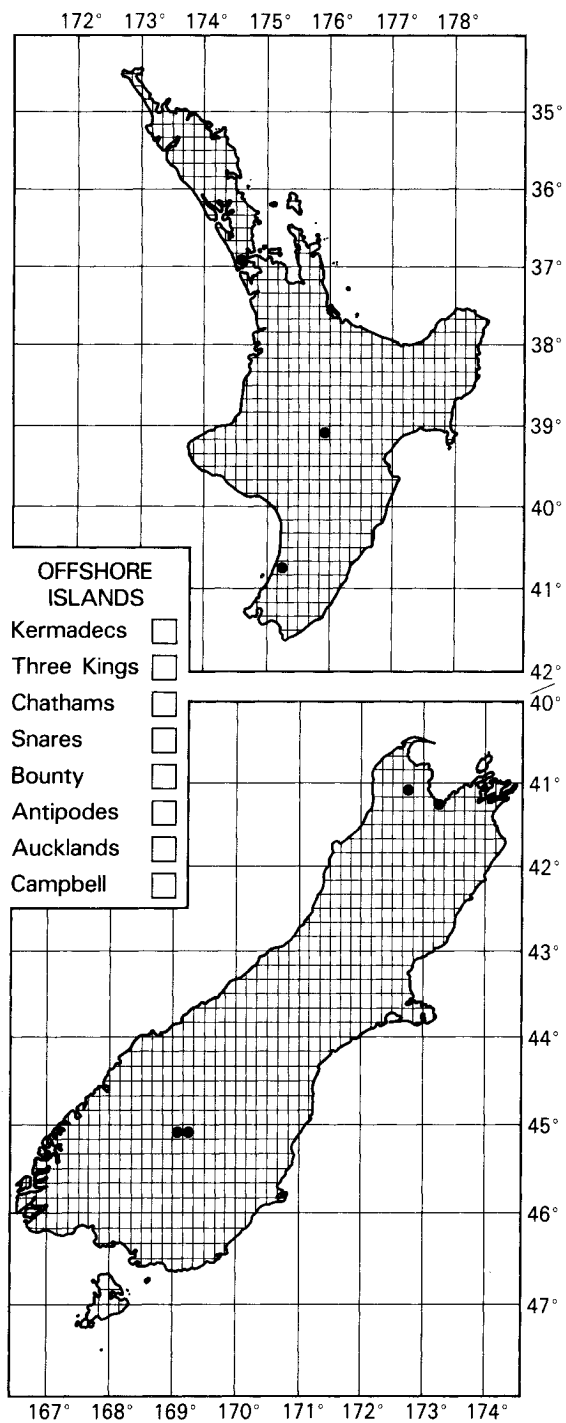 172° 173° 174° 175° 176° 177° 178°
35°
36°
37°
38°
39°
40°
41°
42°
OFFSHORE
ISLANDS
Kermadecs
Three Kings
Chathams
Snares
Bounty
Antipodes
Aucklands
Campbell
40°
41°
42°
43°
44°
45°
46°
47°
167° 168° 169° 170° 171° 172° 173° 174°